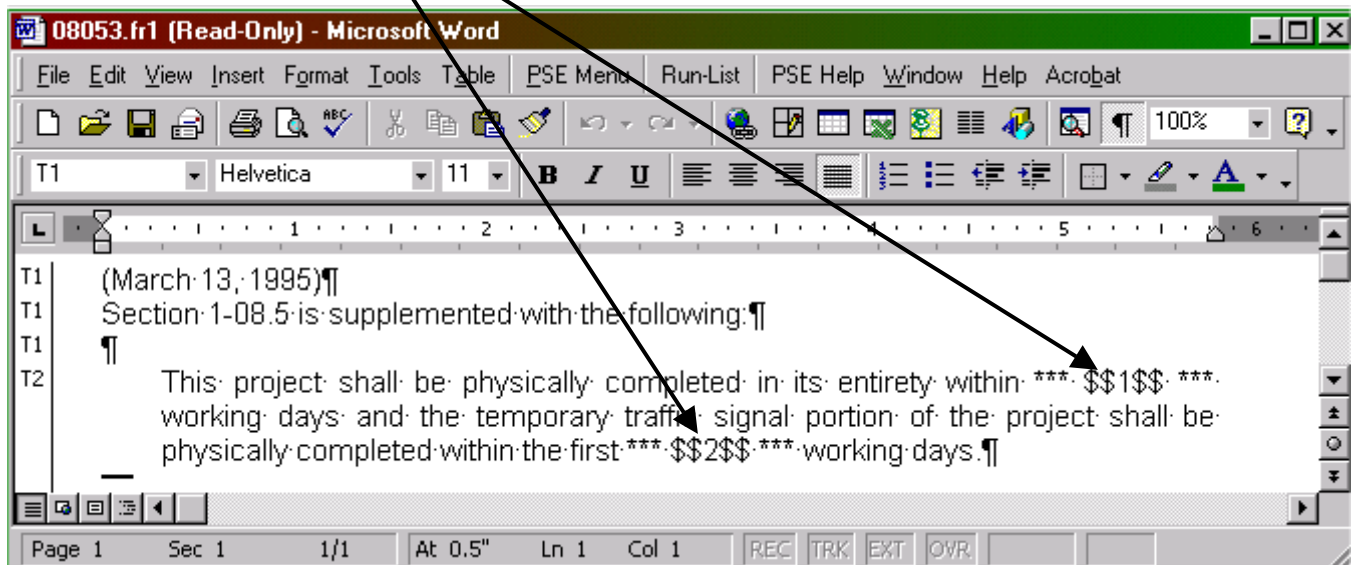 08053.fr1 (Read-Only) - Microsoft Word
File Edit View Insert Format Tools Table PSE Menu Run-List PSE Help Window Help Acrobat
ABC 100%
T1 Helvetica 11 B I U A
L 1 2 3 4 5 6
T1 (March 13, 1995)¶
T1 Section 1-08.5 is supplemented with the following:¶
T1 ¶
T2 This project shall be physically completed in its entirety within *** $$1$$ ***
working days and the temporary traffic signal portion of the project shall be
physically completed within the first *** $$2$$ *** working days.¶
Page 1 Sec 1 1/1 At 0.5" Ln 1 Col 1 REC TRK EXT OVR